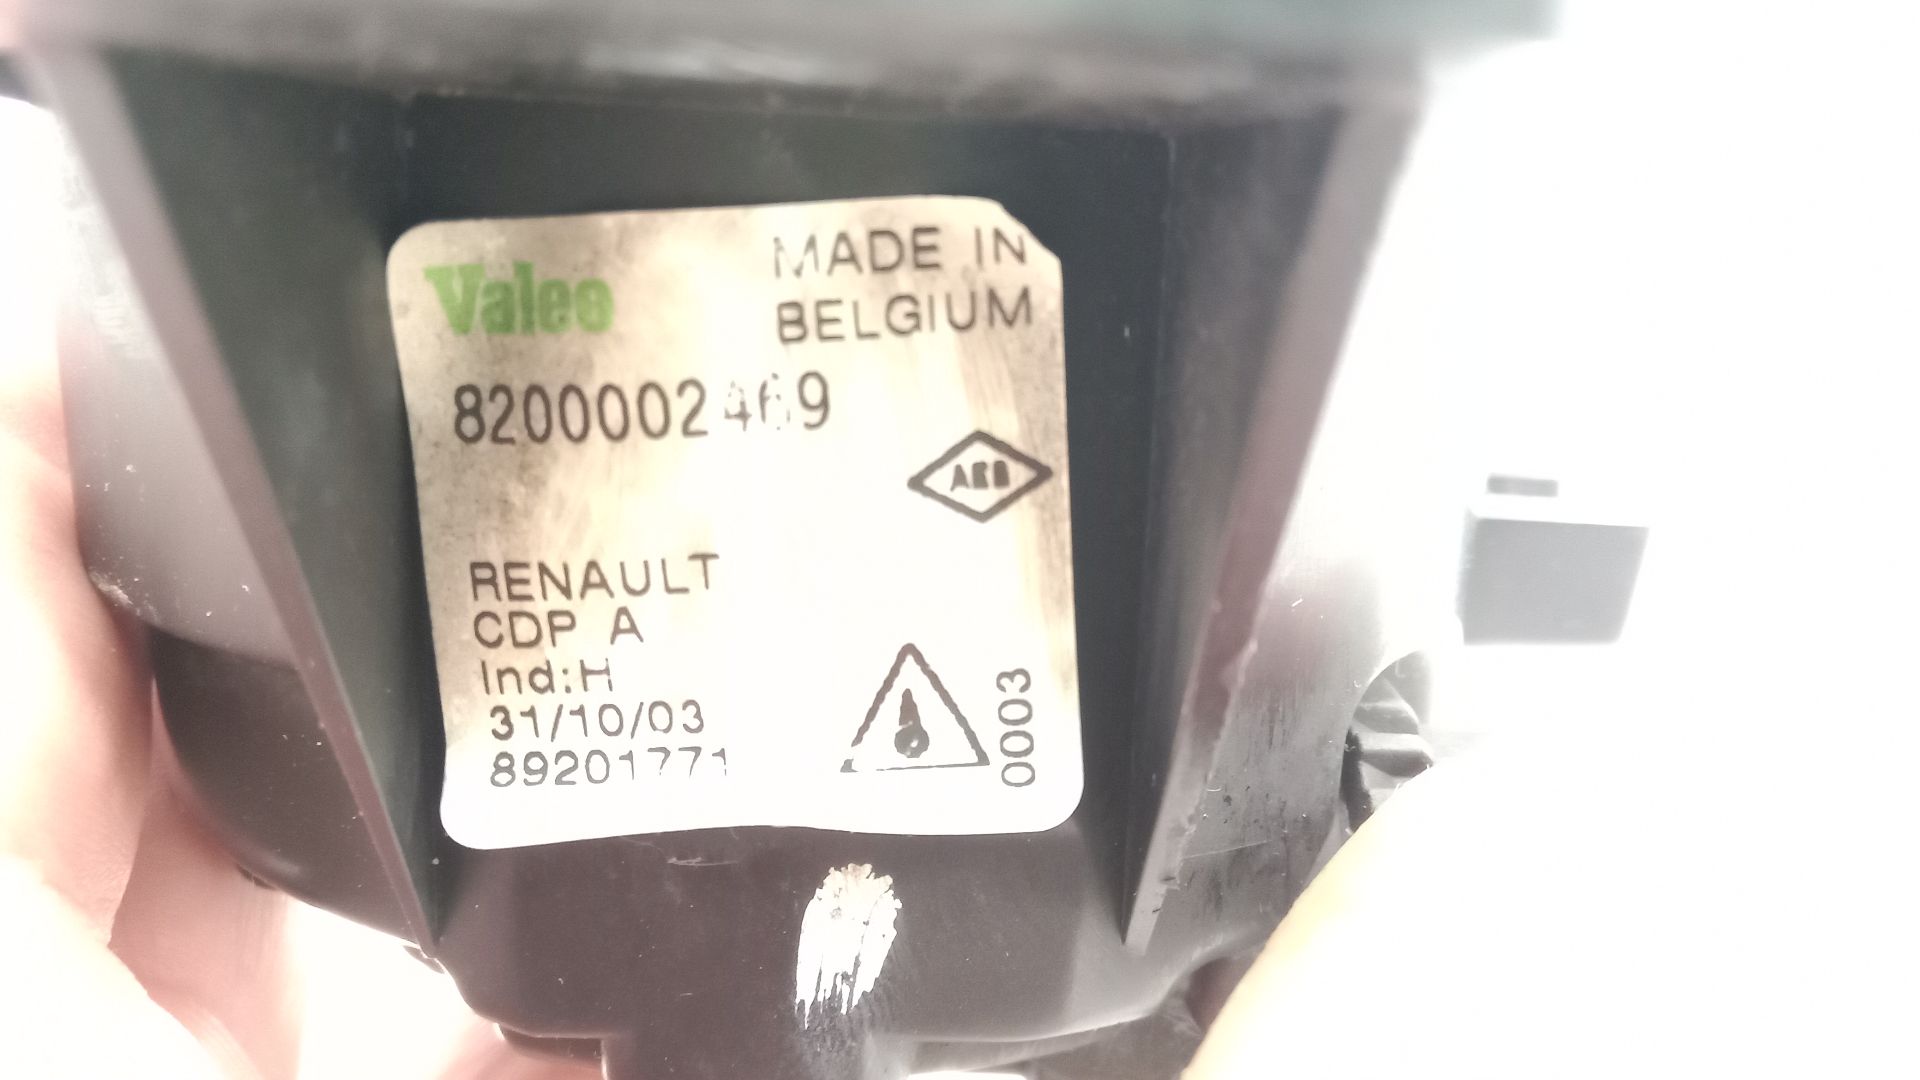 Valeo
MADE IN
BELGIUM
8200002469
RENAULT
CDP A
Ind:H
31/10/03
89201771
0003